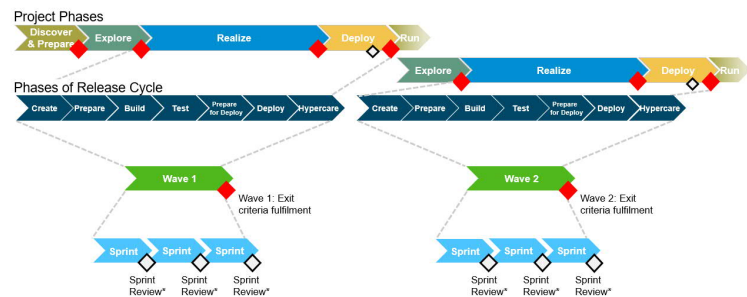 Project Phases
Discover
& Prepare
Explore
Realize
Deploy
Run
Explore
Realize
Deploy
Run
Phases of Release Cycle
Create
Prepare
Build
Test
Prepare
for Deploy
Deploy
Hypercare
Create
Prepare
Build
Test
Prepare
for Deploy
Deploy
Hypercare
Wave 1
Wave 2
Wave 1: Exit
criteria fulfilment
Wave 2: Exit
criteria fulfilment
Sprint
Sprint
Sprint
Sprint
Sprint
Sprint
Sprint
Review*
Sprint
Review*
Sprint
Review*
Sprint
Review*
Sprint
Review*
Sprint
Review*